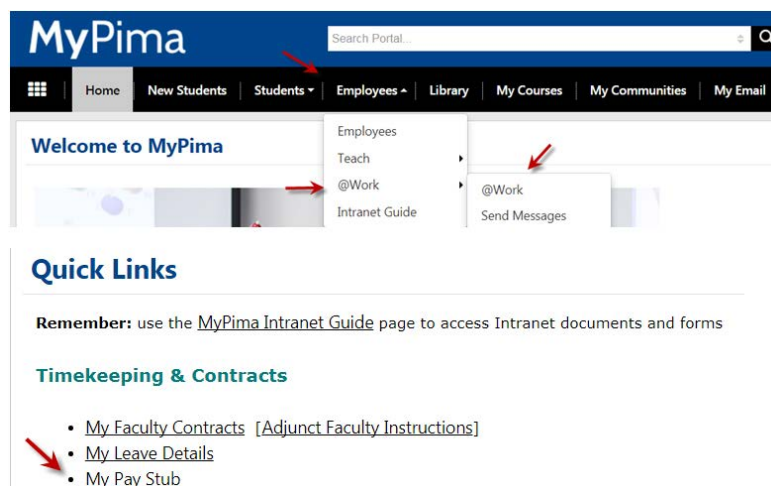 MyPima
Search Portal...
Home New Students Students Employees Library My Courses My Communities My Email
Employees
Welcome to MyPima
Teach
@Work @Work
Intranet Guide Send Messages
Quick Links
Remember: use the MyPima Intranet Guide page to access Intranet documents and forms
Timekeeping & Contracts
• My Faculty Contracts [Adjunct Faculty Instructions]
• My Leave Details
• My Pay Stub